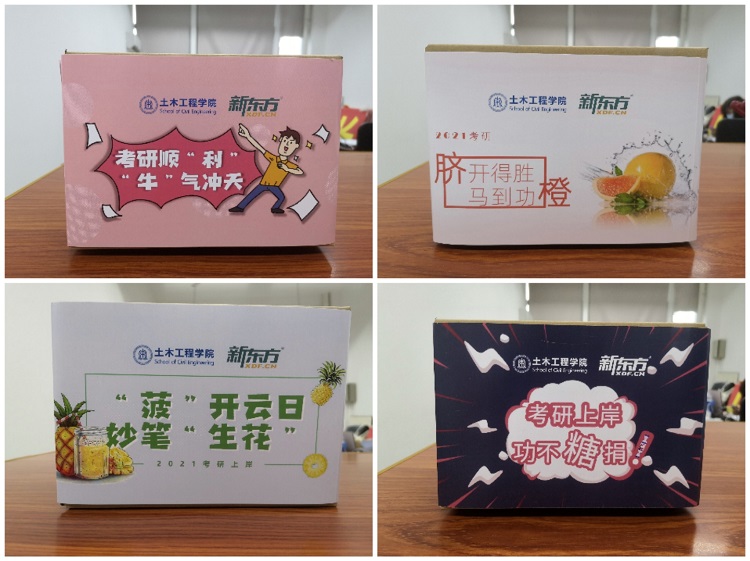 土木工程学院
School of Civil Engineering
新东方
XDF.CN
考研顺“利”
“牛”气冲天
土木工程学院
School of Civil Engineering
新东方
XDF.CN
2021考研
脐开得胜
马到功橙
土木工程学院
School of Civil Engineering
新东方
XDF.CN
“菠”开云日
妙笔“生花”
2021考研上岸
土木工程学院
School of Civil Engineering
新东方
XDF.CN
考研上岸
功不糖捐